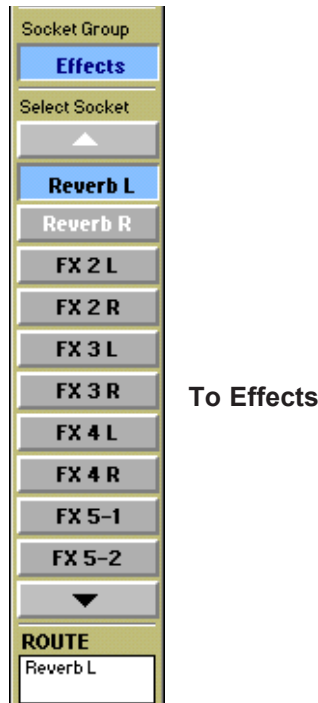 Socket Group
Effects
Select Socket
Reverb L
Reverb R
FX 2 L
FX 2 R
FX 3 L
FX 3 R
To Effects
FX 4 L
FX 4 R
FX 5-1
FX 5-2
ROUTE
Reverb L